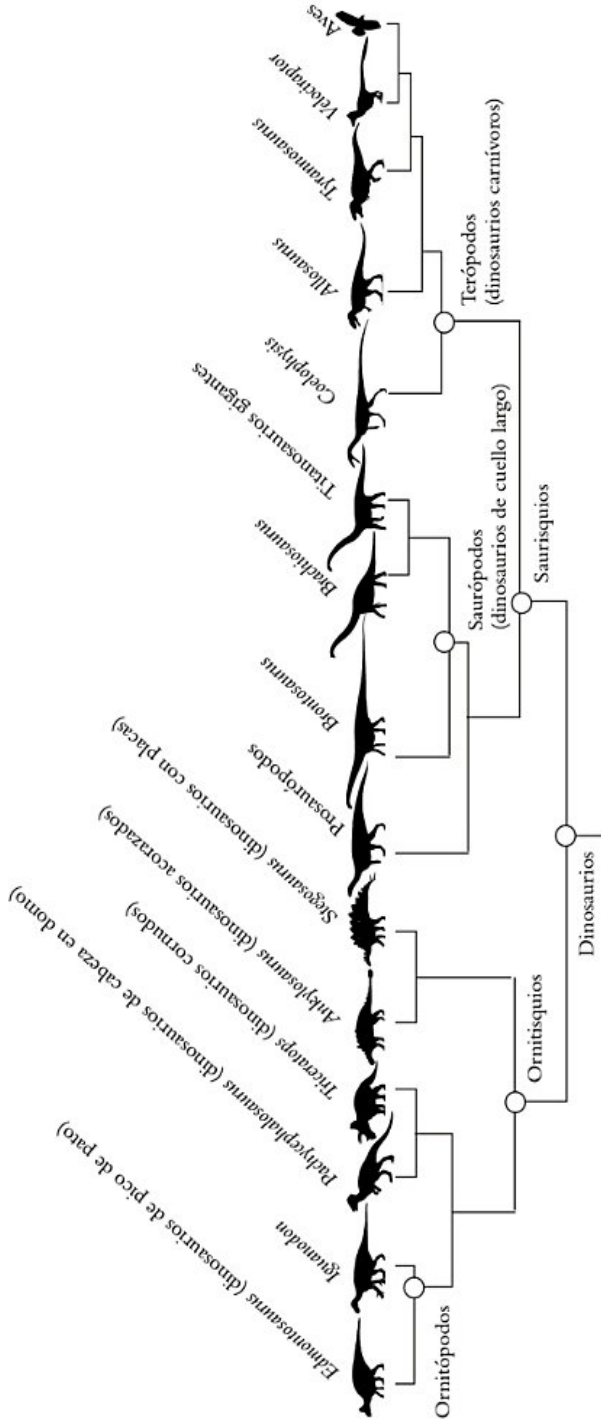 Edmontosaurus (dinosaurios de pico de pato)
Iguanodon
Pachycephalosaurus (dinosaurios de cabeza en domo)
Triceratops (dinosaurios cornudos)
Ankylosaurus (dinosaurios acorazados)
Stegosaurus (dinosaurios con placas)
Prosaurópodos
Brontosaurus
Brachiosaurus
Titanosaurios gigantes
Coelophysis
Allosaurus
Tyrannosaurus
Velociraptor
Aves
Ornitópodos
Saurópodos
(dinosaurios de cuello largo)
Terópodos
(dinosaurios carnívoros)
Ornitisquios
Saurisquios
Dinosaurios